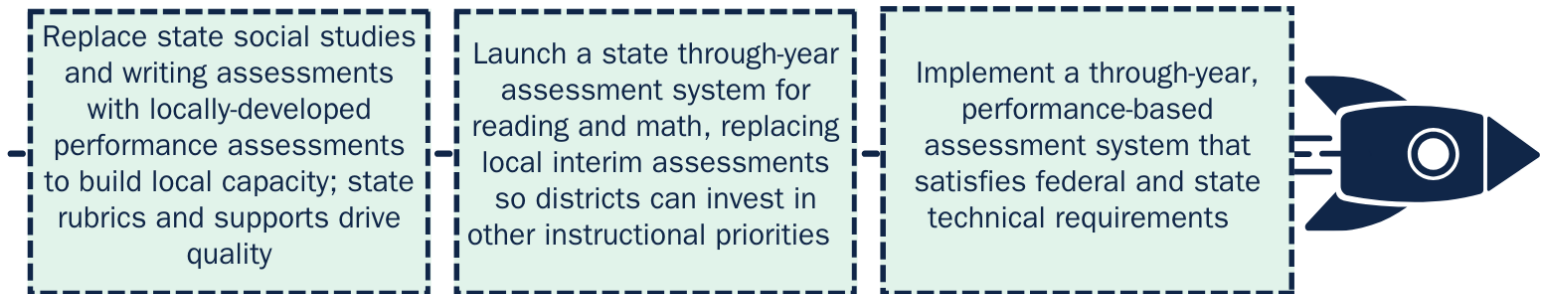 Replace state social studies
and writing assessments
with locally-developed
performance assessments
to build local capacity; state
rubrics and supports drive
quality
Launch a state through-year
assessment system for
reading and math, replacing
local interim assessments
so districts can invest in
other instructional priorities
Implement a through-year,
performance-based
assessment system that
satisfies federal and state
technical requirements